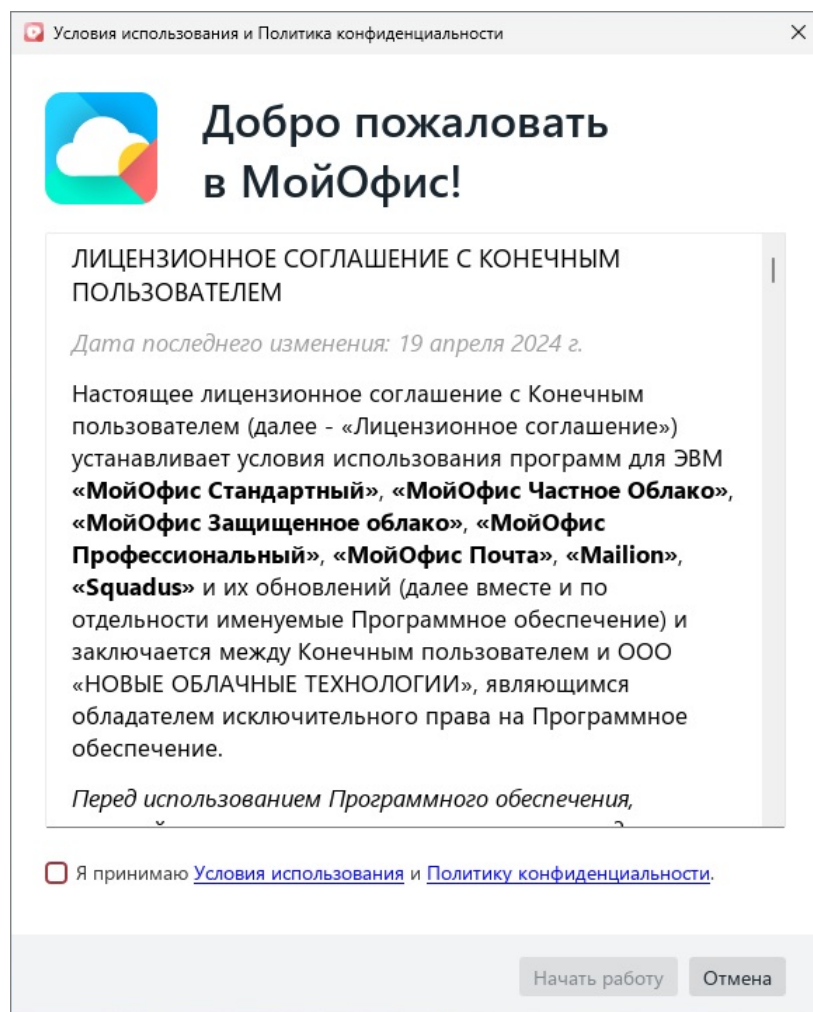 Условия использования и Политика конфиденциальности
Добро пожаловать
в МойОфис!
ЛИЦЕНЗИОННОЕ СОГЛАШЕНИЕ С КОНЕЧНЫМ
ПОЛЬЗОВАТЕЛЕМ
Дата последнего изменения: 19 апреля 2024 г.
Настоящее лицензионное соглашение с Конечным
пользователем (далее - «Лицензионное соглашение»)
устанавливает условия использования программ для ЭВМ
«МойОфис Стандартный», «МойОфис Частное Облако»,
«МойОфис Защищенное облако», «МойОфис
Профессиональный», «МойОфис Почта», «Mailion»,
«Squadus» и их обновлений (далее вместе и по
отдельности именуемые Программное обеспечение) и
заключается между Конечным пользователем и ООО
«НОВЫЕ ОБЛАЧНЫЕ ТЕХНОЛОГИИ», являющимся
обладателем исключительного права на Программное
обеспечение.
Перед использованием Программного обеспечения,
Я принимаю Условия использования и Политику конфиденциальности.
Начать работу Отмена